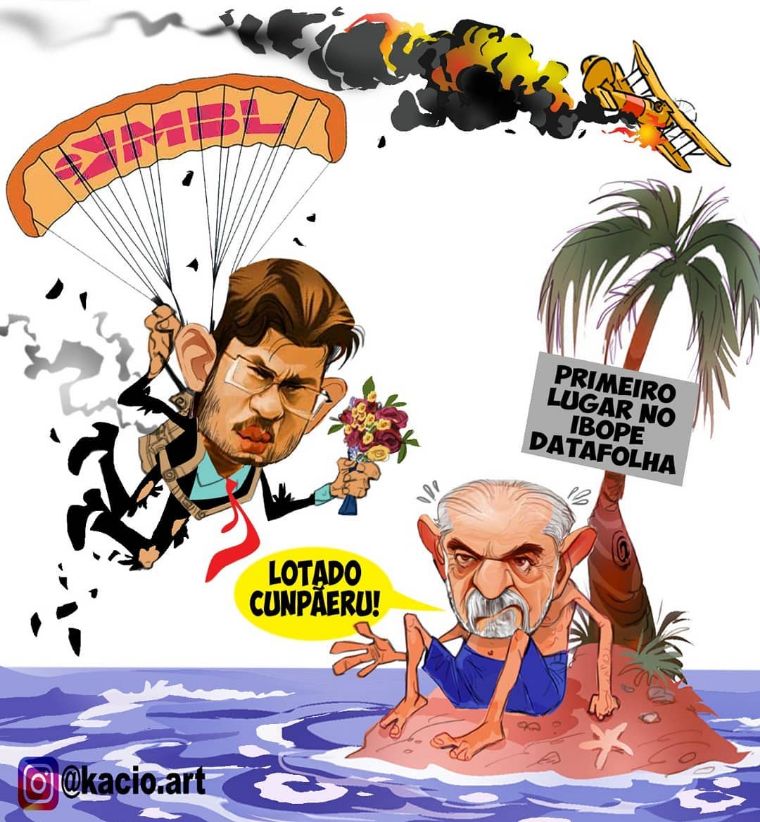 MBL
PRIMEIRO
LUGAR NO
IBOPE
DATAFOLHA
LOTADO
CUNPÃERU!
@kacio.art